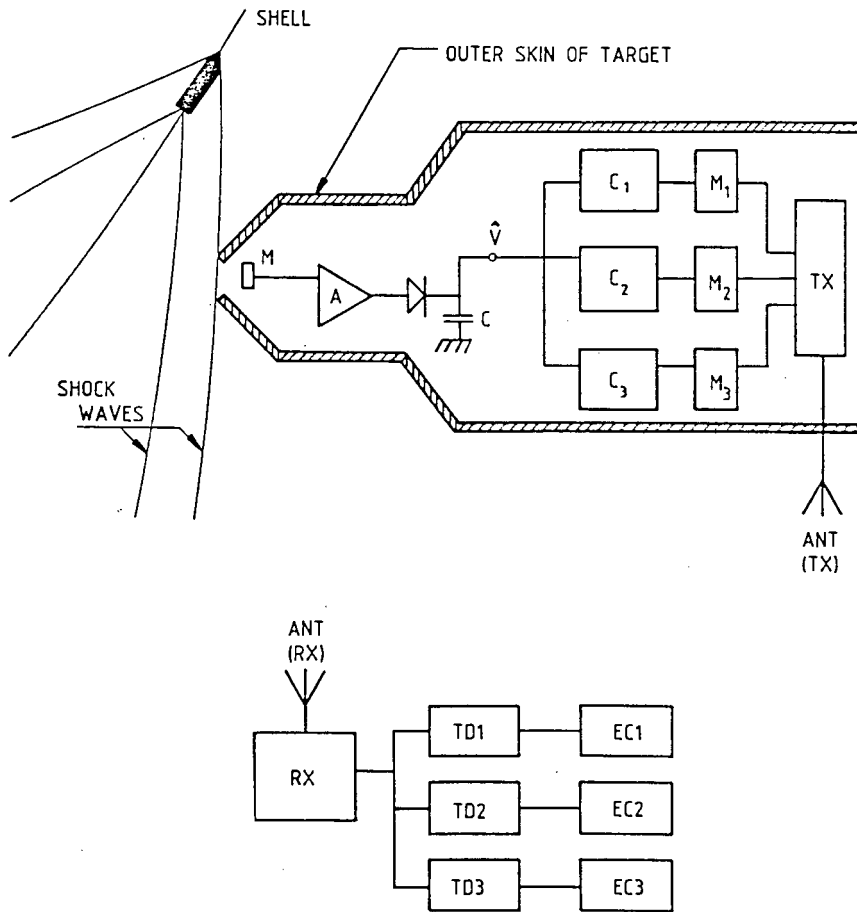 SHELL
OUTER SKIN OF TARGET
M
A
V̂
C
C₁
M₁
C₂
M₂
C₃
M₃
TX
SHOCK
WAVES
ANT
(TX)
ANT
(RX)
RX
TD1
EC1
TD2
EC2
TD3
EC3